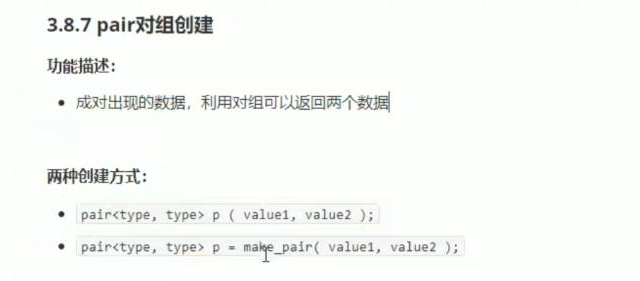 3.8.7 pair对组创建
功能描述：
• 成对出现的数据，利用对组可以返回两个数据
两种创建方式：
• pair<type, type> p ( value1, value2 );
• pair<type, type> p = make_pair( value1, value2 );